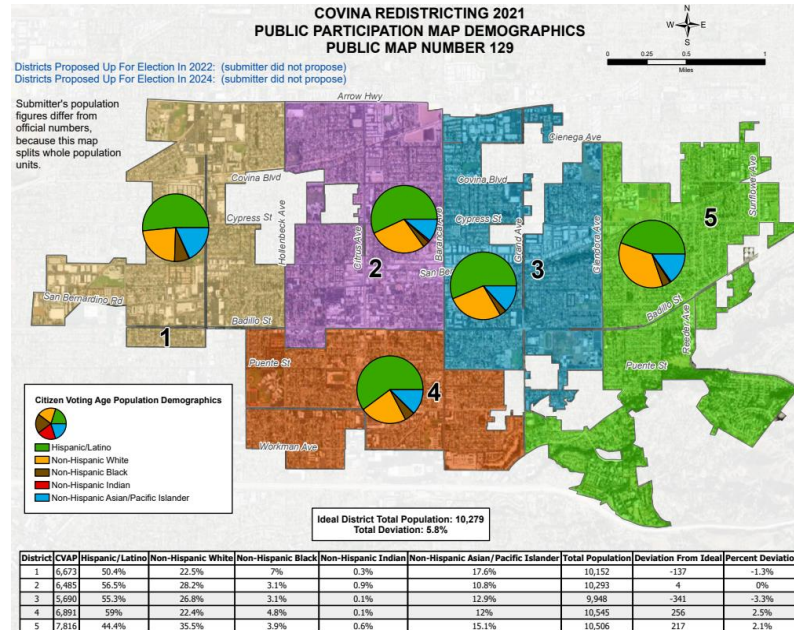 COVINA REDISTRICTING 2021
PUBLIC PARTICIPATION MAP DEMOGRAPHICS
PUBLIC MAP NUMBER 129
N
W E
S
0 0.25 0.5 1
Miles
Districts Proposed Up For Election In 2022: (submitter did not propose)
Districts Proposed Up For Election In 2024: (submitter did not propose)
Submitter's population
figures differ from
official numbers,
because this map
splits whole population
units.
Arrow Hwy
Cienega Ave
Covina Blvd
Covina Blvd
Cypress St
Cypress St
Hollenbeck Ave
Citrus Ave
Barranca Ave
Grand Ave
Glendora Ave
Sunflower Ave
5
2
3
San Bernardino Rd
San Ber
Badillo St
Badillo St
Reeder Ave
1
Puente St
Puente St
4
Workman Ave
Citizen Voting Age Population Demographics
Hispanic/Latino
Non-Hispanic White
Non-Hispanic Black
Non-Hispanic Indian
Non-Hispanic Asian/Pacific Islander
Ideal District Total Population: 10,279
Total Deviation: 5.8%
District CVAP Hispanic/Latino Non-Hispanic White Non-Hispanic Black Non-Hispanic Indian Non-Hispanic Asian/Pacific Islander Total Population Deviation From Ideal Percent Deviatio
1 6,673 50.4% 22.5% 7% 0.3% 17.6% 10,152 -137 -1.3%
2 6,485 56.5% 28.2% 3.1% 0.9% 10.8% 10,293 4 0%
3 5,690 55.3% 26.8% 3.1% 0.1% 12.9% 9,948 -341 -3.3%
4 6,891 59% 22.4% 4.8% 0.1% 12% 10,545 256 2.5%
5 7,816 44.4% 35.5% 3.9% 0.6% 15.1% 10,506 217 2.1%